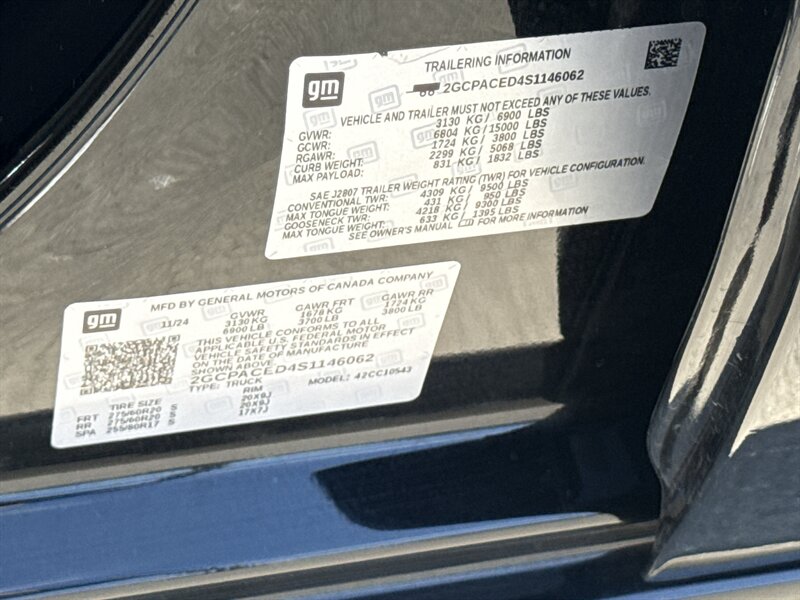 gm
TRAILERING INFORMATION
2GCPACED4S1146062
VEHICLE AND TRAILER MUST NOT EXCEED ANY OF THESE VALUES.
GVWR: 3130 KG / 6900 LBS
GCWR: 6804 KG / 15000 LBS
RGAWR: 1724 KG / 3800 LBS
CURB WEIGHT: 2299 KG / 5068 LBS
MAX PAYLOAD: 831 KG / 1832 LBS
SAE J2807 TRAILER WEIGHT RATING (TWR) FOR VEHICLE CONFIGURATION.
CONVENTIONAL TWR: 4309 KG / 9500 LBS
MAX TONGUE WEIGHT: 431 KG / 950 LBS
GOOSENECK TWR: 4218 KG / 9300 LBS
MAX TONGUE WEIGHT: 633 KG / 1395 LBS
SEE OWNER'S MANUAL FOR MORE INFORMATION
gm
MFD BY GENERAL MOTORS OF CANADA COMPANY
11/24 GVWR GAWR FRT GAWR RR
3130 KG 1678 KG 1724 KG
6900 LB 3700 LB 3800 LB
THIS VEHICLE CONFORMS TO ALL
APPLICABLE U.S. FEDERAL MOTOR
VEHICLE SAFETY STANDARDS IN EFFECT
ON THE DATE OF MANUFACTURE
SHOWN ABOVE
2GCPACED4S1146062
TYPE: TRUCK MODEL: 42CC10543
TIRE SIZE RIM
FRT 275/60R20 S 20X9J
RR 275/60R20 S 20X9J
SPA 255/80R17 S 17X7J